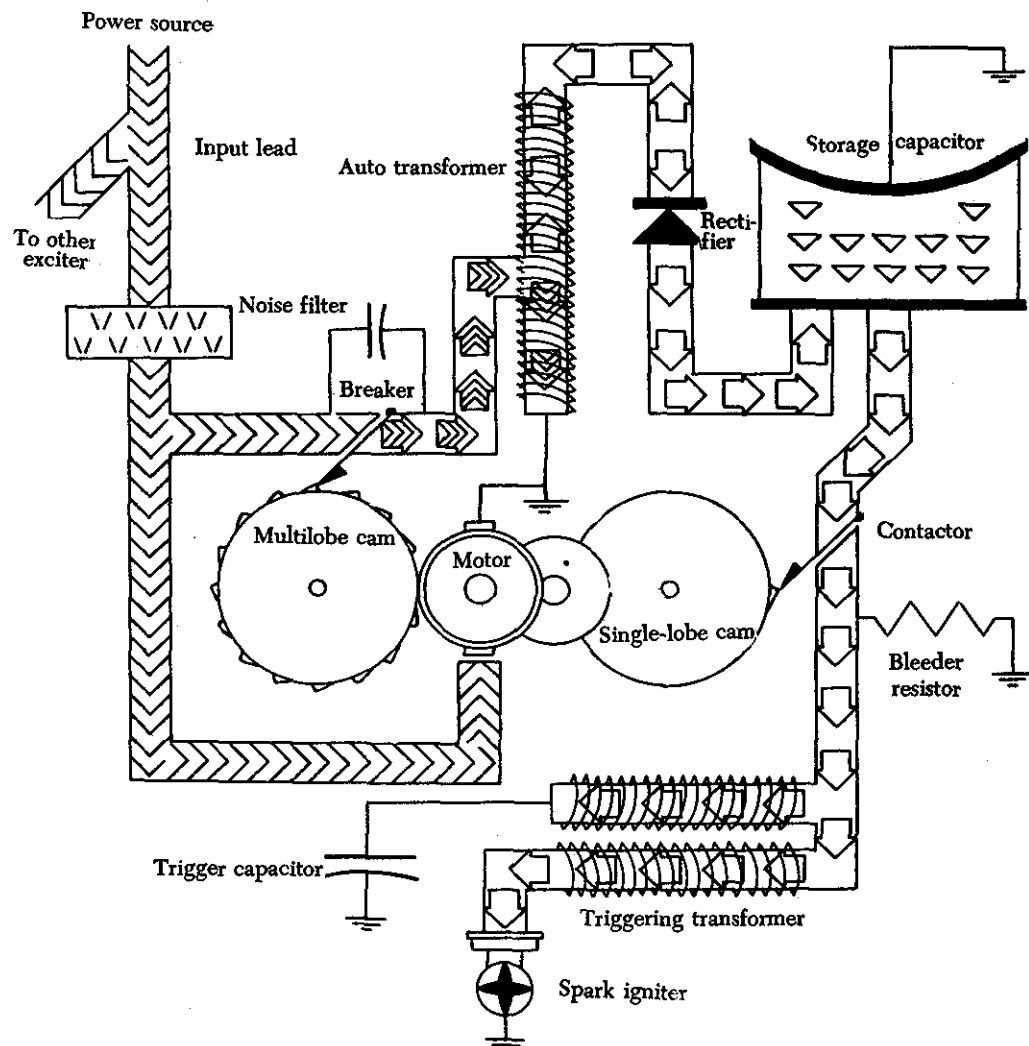 Power source
Input lead
Auto transformer
Storage capacitor
Recti-
fier
To other
exciter
Noise filter
Breaker
Multilobe cam
Motor
Single-lobe cam
Contactor
Bleeder
resistor
Trigger capacitor
Triggering transformer
Spark igniter